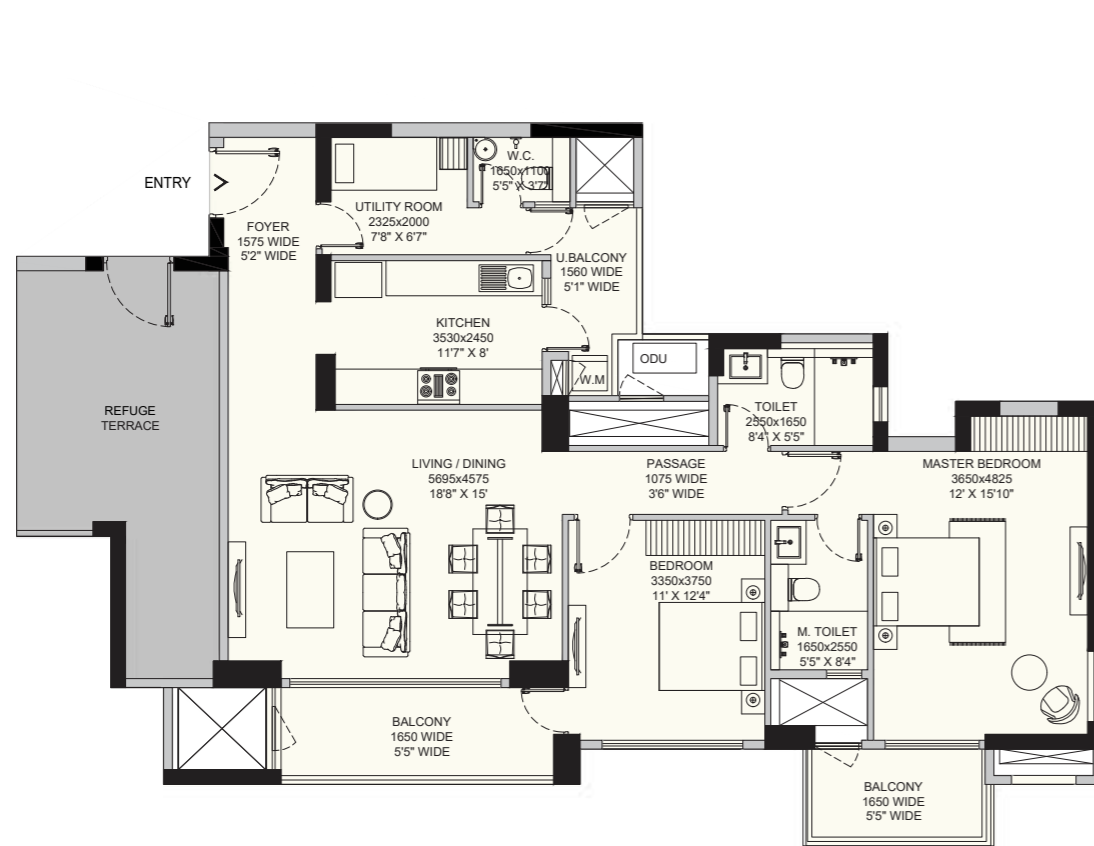 ENTRY
FOYER
1575 WIDE
5'2" WIDE
UTILITY ROOM
2325x2000
7'8" X 6'7"
W.C.
1650x1100
5'5" X 3'7"
U.BALCONY
1560 WIDE
5'1" WIDE
KITCHEN
3530x2450
11'7" X 8'
ODU
W.M
REFUGE
TERRACE
TOILET
2550x1650
8'4" X 5'5"
LIVING / DINING
5695x4575
18'8" X 15'
PASSAGE
1075 WIDE
3'6" WIDE
MASTER BEDROOM
3650x4825
12' X 15'10"
BEDROOM
3350x3750
11' X 12'4"
M. TOILET
1650x2550
5'5" X 8'4"
BALCONY
1650 WIDE
5'5" WIDE
BALCONY
1650 WIDE
5'5" WIDE